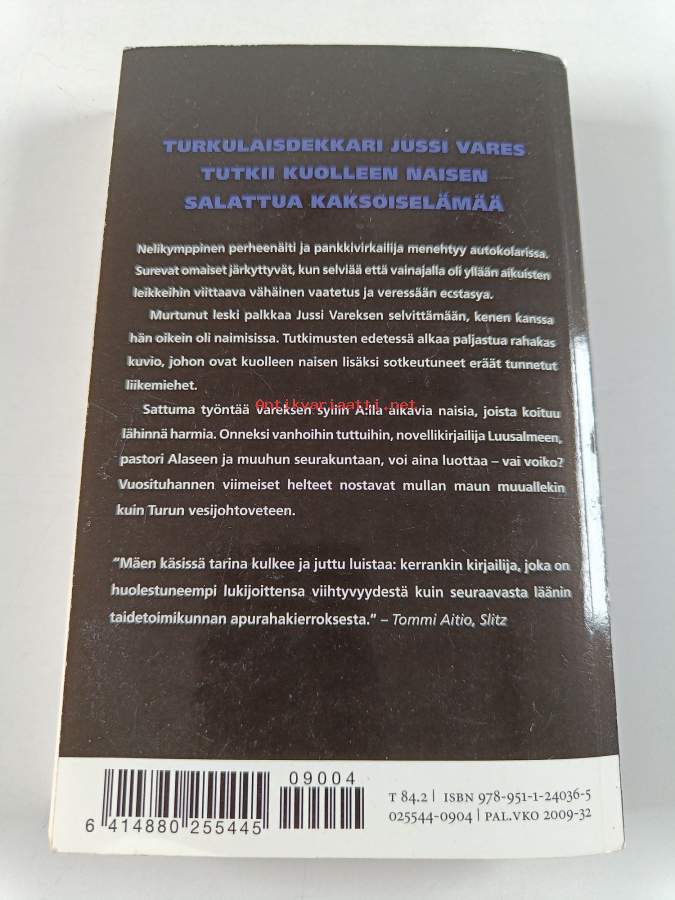 TURKULAISDEKKARI JUSSI VARES
TUTKII KUOLLEEN NAISEN
SALATTUA KAKSOISELÄMÄÄ
Nelikymppinen perheenäiti ja pankkivirkailija menehtyy autokolarissa.
Surevat omaiset järkyttyvät, kun selviää että vainajalla oli yllään aikuisten
leikkeihin viittaava vähäinen vaatetus ja veressään ecstasya.
Murtunut leski palkkaa Jussi Vareksen selvittämään, kenen kanssa
hän oikein oli naimisissa. Tutkimusten edetessä alkaa paljastua rahakas
kuvio, johon ovat kuolleen naisen lisäksi sotkeutuneet eräät tunnetut
liikemiehet.
Antikvariaatti.net
Sattuma työntää Vareksen syliin A:lla alkavia naisia, joista koituu
lähinnä harmia. Onneksi vanhoihin tuttuihin, novellikirjailija Luusalmeen,
pastori Alaseen ja muuhun seurakuntaan, voi aina luottaa – vai voiko?
Vuosituhannen viimeiset helteet nostavat mullan maun muuallekin
kuin Turun vesijohtoveteen.
”Mäen käsissä tarina kulkee ja juttu luistaa: kerrankin kirjailija, joka on
huolestuneempi lukijoittensa viihtyvyydestä kuin seuraavasta läänin
taidetoimikunnan apurahakierroksesta.” – Tommi Aitio, Slitz
09004
6 414880 255445
T 84.2 | ISBN 978-951-1-24036-5
025544-0904 | PAL.VKO 2009-32